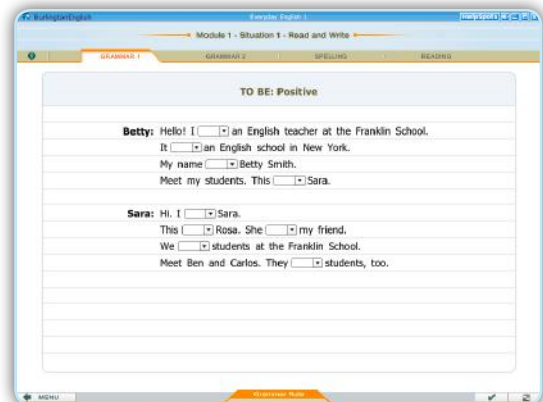 BurlingtonEnglish
Everyday English 1
HelpSpots
Module 1 - Situation 1 - Read and Write
GRAMMAR 1 GRAMMAR 2 SPELLING READING
TO BE: Positive
Betty: Hello! I an English teacher at the Franklin School.
It an English school in New York.
My name Betty Smith.
Meet my students. This Sara.
Sara: Hi. I Sara.
This Rosa. She my friend.
We students at the Franklin School.
Meet Ben and Carlos. They students, too.
MENU
Grammar Note